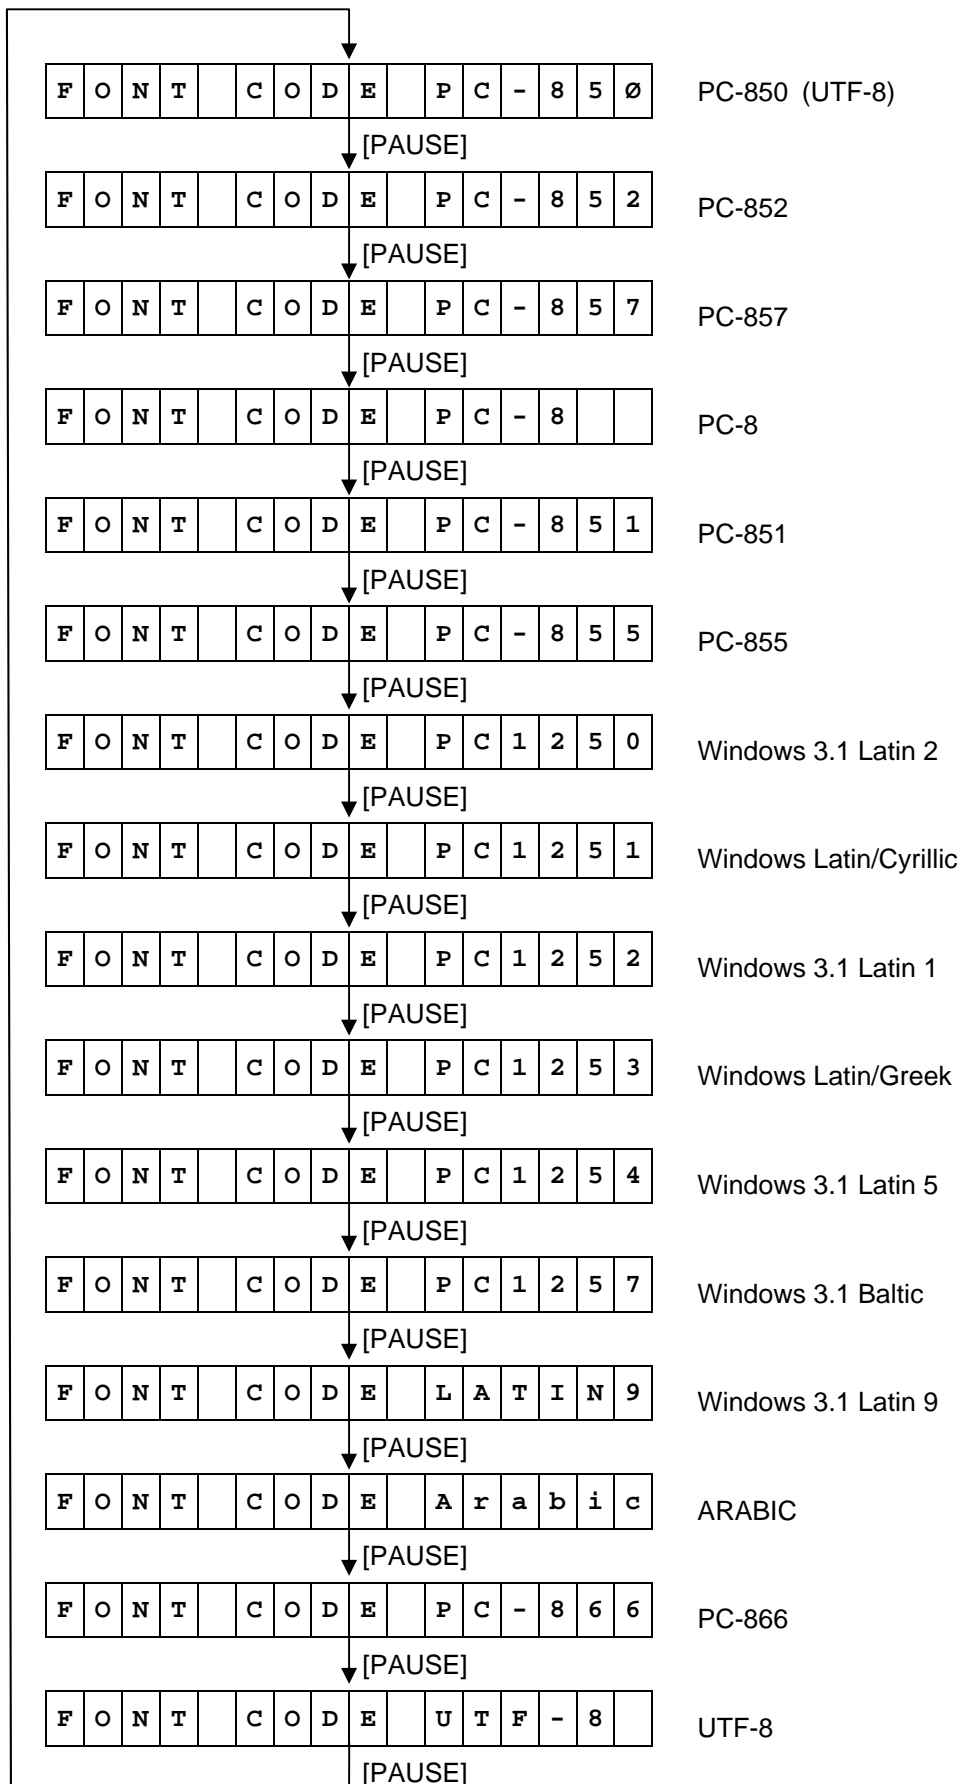 FONT CODE PC-85Ø PC-850 (UTF-8)
[PAUSE]
FONT CODE PC-852 PC-852
[PAUSE]
FONT CODE PC-857 PC-857
[PAUSE]
FONT CODE PC-8 PC-8
[PAUSE]
FONT CODE PC-851 PC-851
[PAUSE]
FONT CODE PC-855 PC-855
[PAUSE]
FONT CODE PC1250 Windows 3.1 Latin 2
[PAUSE]
FONT CODE PC1251 Windows Latin/Cyrillic
[PAUSE]
FONT CODE PC1252 Windows 3.1 Latin 1
[PAUSE]
FONT CODE PC1253 Windows Latin/Greek
[PAUSE]
FONT CODE PC1254 Windows 3.1 Latin 5
[PAUSE]
FONT CODE PC1257 Windows 3.1 Baltic
[PAUSE]
FONT CODE LATIN9 Windows 3.1 Latin 9
[PAUSE]
FONT CODE Arabic ARABIC
[PAUSE]
FONT CODE PC-866 PC-866
[PAUSE]
FONT CODE UTF-8 UTF-8
[PAUSE]